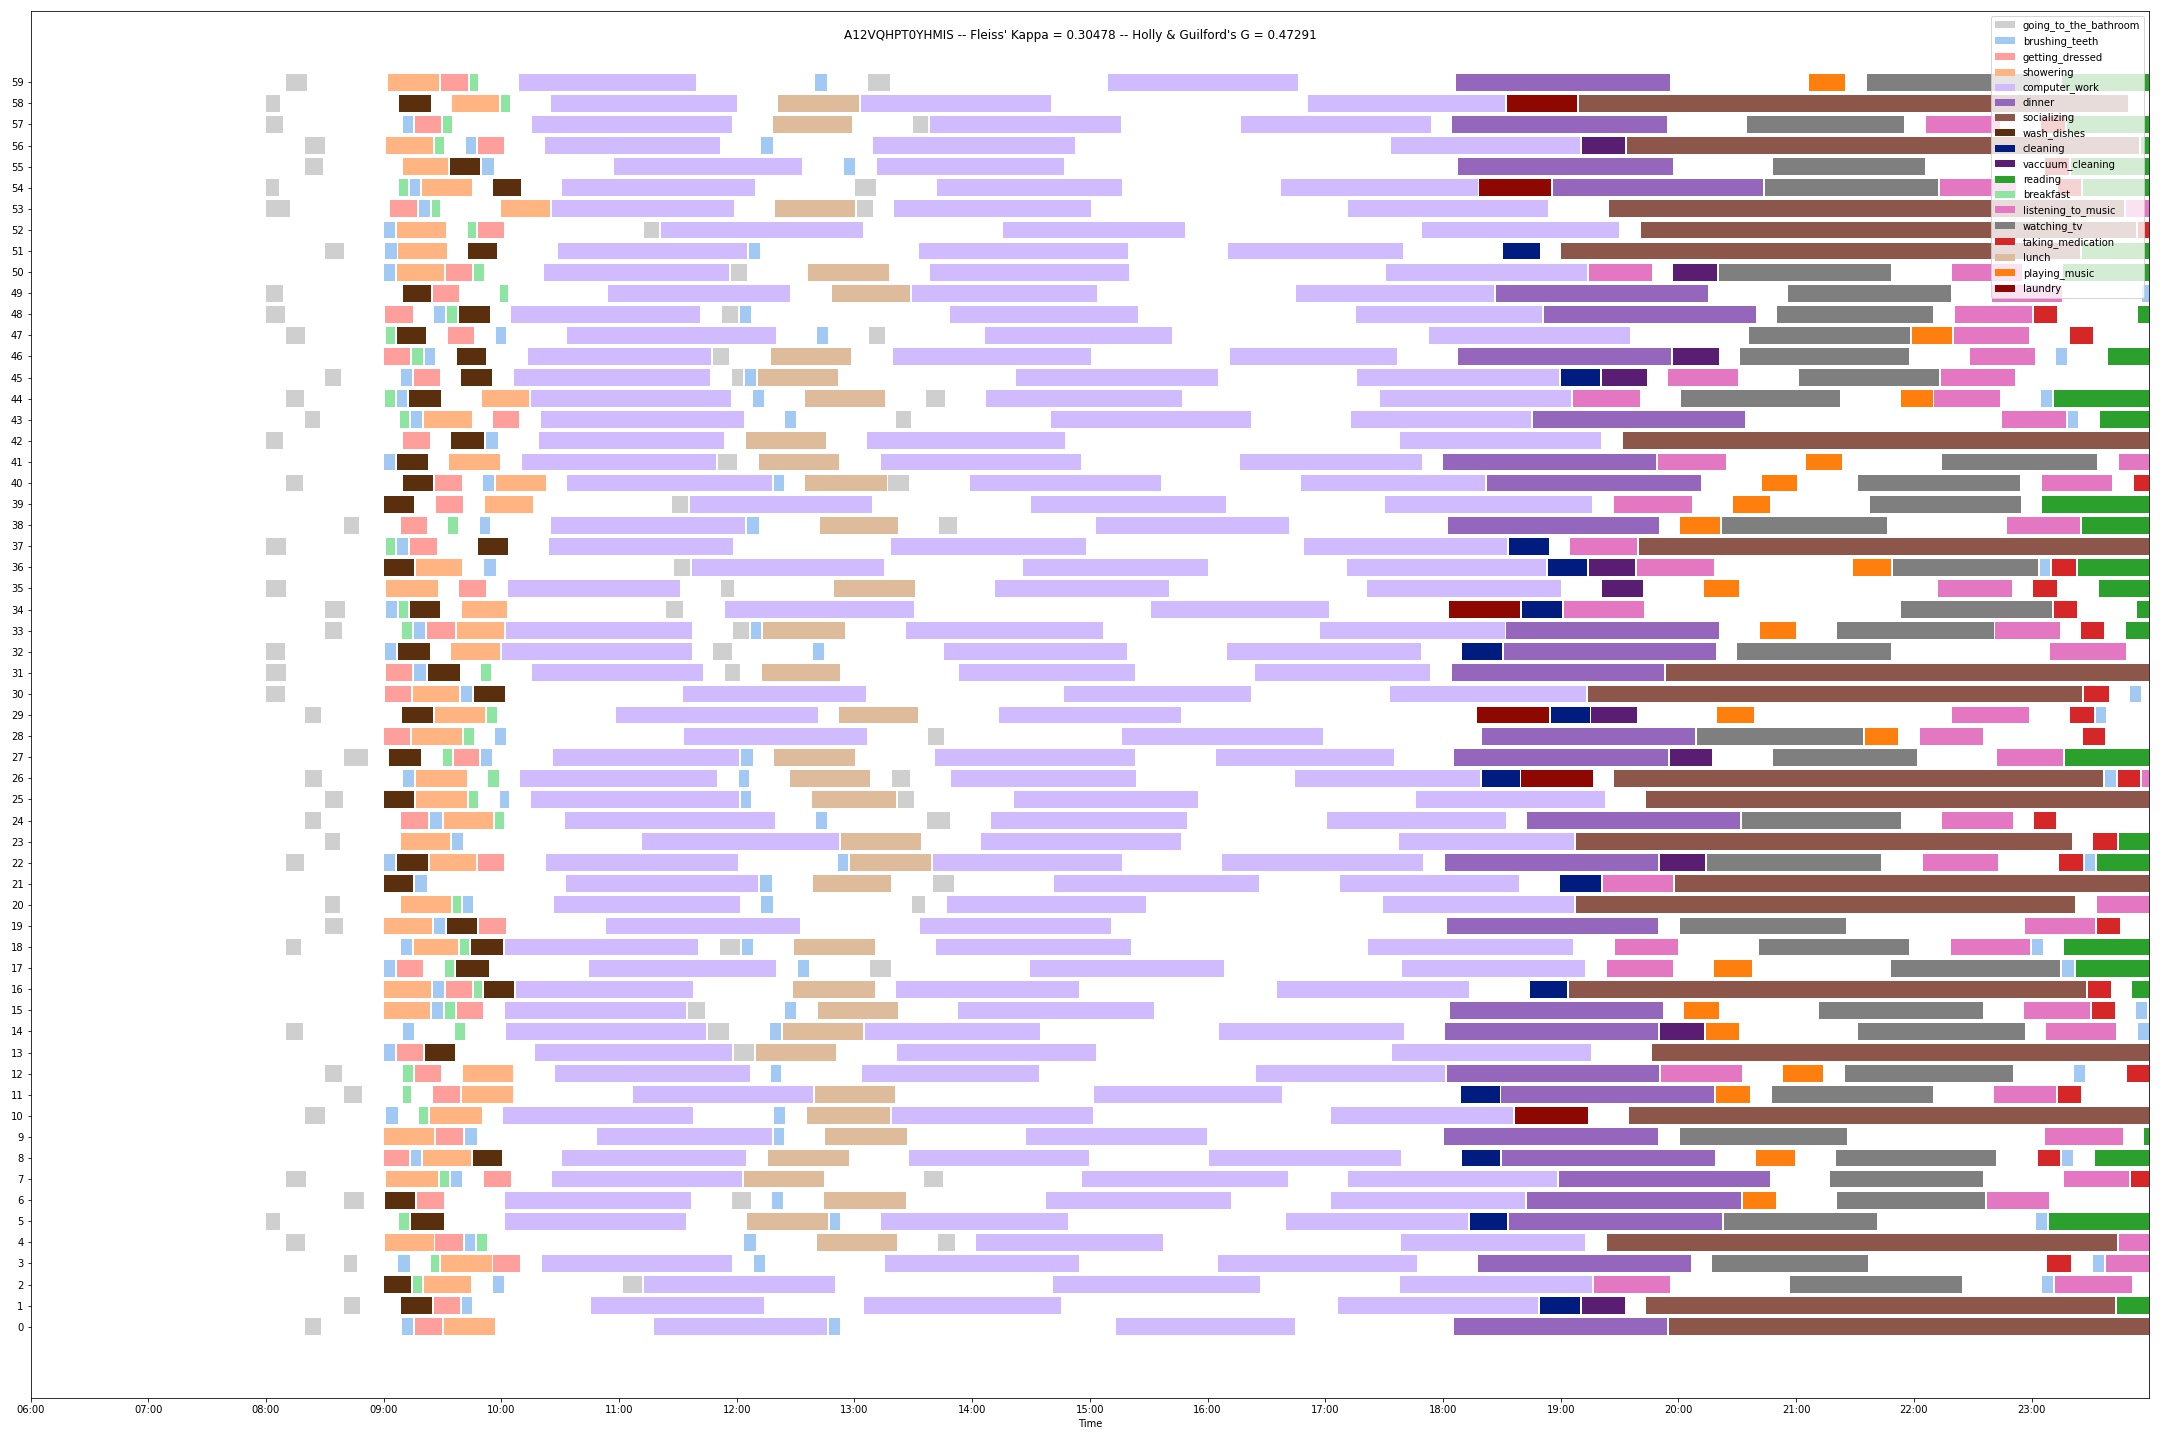 A12VQHPT0YHMIS -- Fleiss' Kappa = 0.30478 -- Holly & Guilford's G = 0.47291
going_to_the_bathroom
brushing_teeth
getting_dressed
showering
computer_work
dinner
socializing
wash_dishes
cleaning
vaccuum_cleaning
reading
breakfast
listening_to_music
watching_tv
taking_medication
lunch
playing_music
laundry
59
58
57
56
55
54
53
52
51
50
49
48
47
46
45
44
43
42
41
40
39
38
37
36
35
34
33
32
31
30
29
28
27
26
25
24
23
22
21
20
19
18
17
16
15
14
13
12
11
10
9
8
7
6
5
4
3
2
1
0
06:00 07:00 08:00 09:00 10:00 11:00 12:00 13:00 14:00 15:00 16:00 17:00 18:00 19:00 20:00 21:00 22:00 23:00
Time